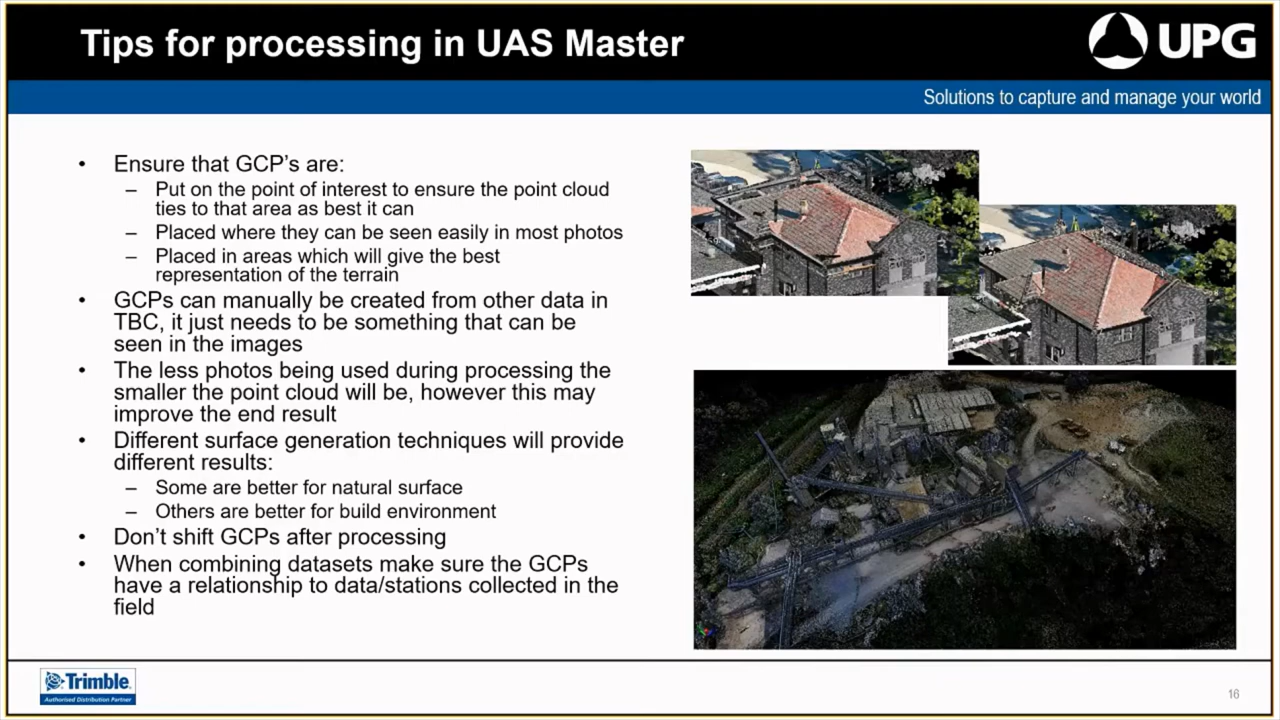 Tips for processing in UAS Master
UPG
Solutions to capture and manage your world
• Ensure that GCP’s are:
– Put on the point of interest to ensure the point cloud
ties to that area as best it can
– Placed where they can be seen easily in most photos
– Placed in areas which will give the best
representation of the terrain
• GCPs can manually be created from other data in
TBC, it just needs to be something that can be
seen in the images
• The less photos being used during processing the
smaller the point cloud will be, however this may
improve the end result
• Different surface generation techniques will provide
different results:
– Some are better for natural surface
– Others are better for build environment
• Don’t shift GCPs after processing
• When combining datasets make sure the GCPs
have a relationship to data/stations collected in the
field
Trimble
Authorised Distribution Partner
16